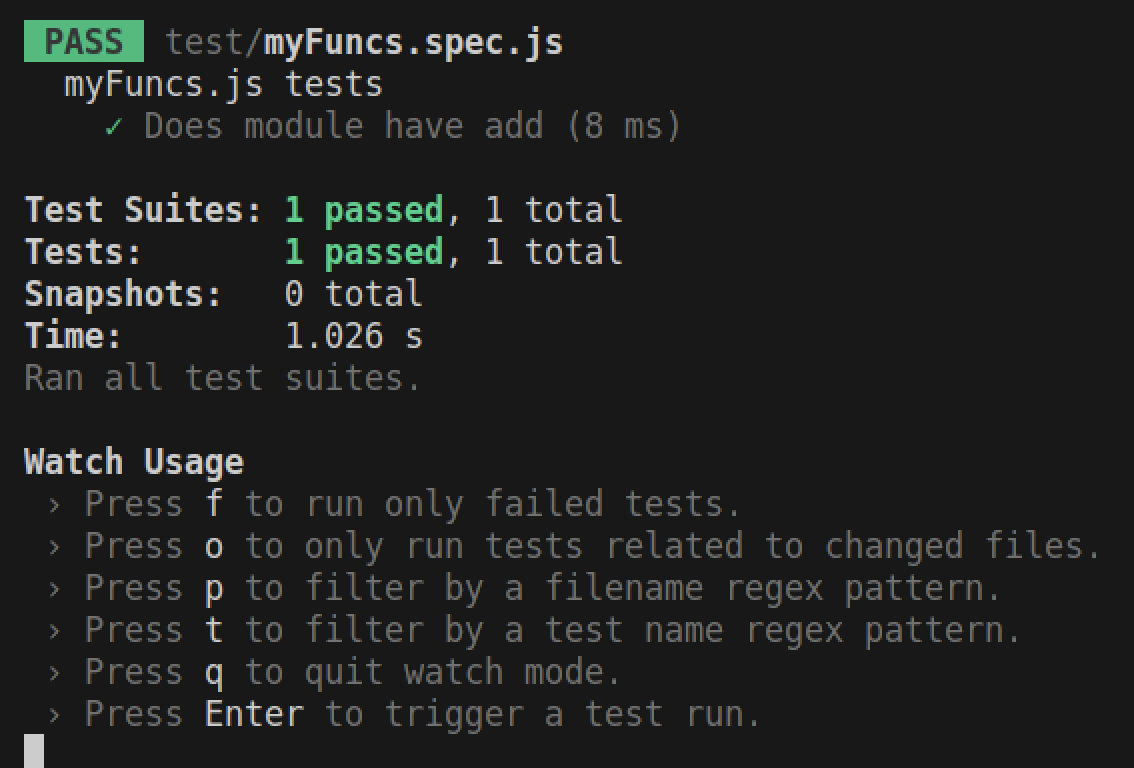 PASS test/myFuncs.spec.js
myFuncs.js tests
✓ Does module have add (8 ms)
Test Suites: 1 passed, 1 total
Tests: 1 passed, 1 total
Snapshots: 0 total
Time: 1.026 s
Ran all test suites.
Watch Usage
› Press f to run only failed tests.
› Press o to only run tests related to changed files.
› Press p to filter by a filename regex pattern.
› Press t to filter by a test name regex pattern.
› Press q to quit watch mode.
› Press Enter to trigger a test run.